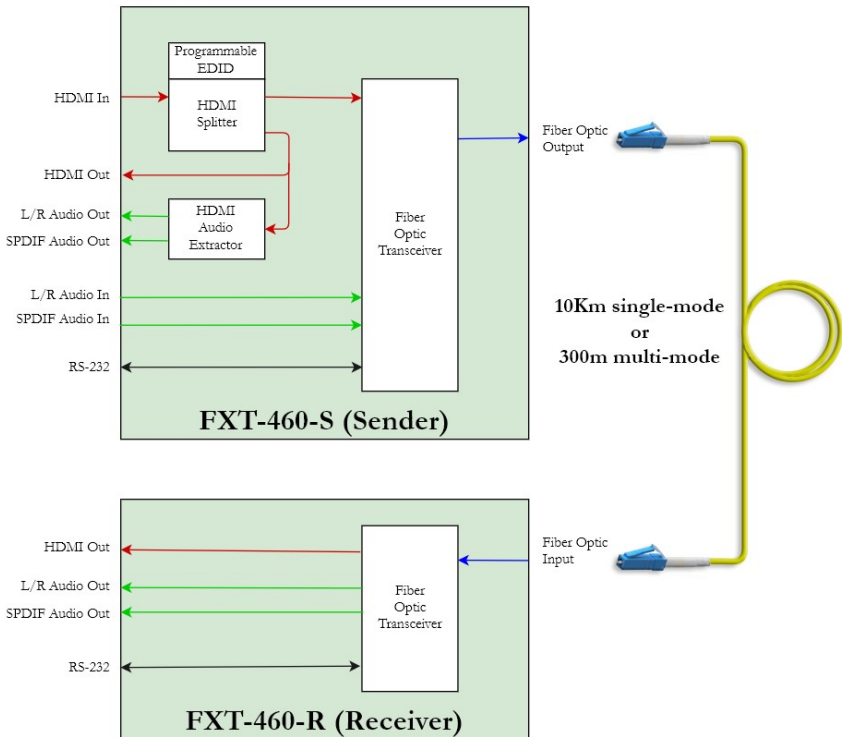 Programmable
EDID
HDMI In
HDMI
Splitter
HDMI Out
L/R Audio Out
SPDIF Audio Out
HDMI
Audio
Extractor
L/R Audio In
SPDIF Audio In
RS-232
Fiber
Optic
Transceiver
Fiber Optic
Output
FXT-460-S (Sender)
10Km single-mode
or
300m multi-mode
HDMI Out
L/R Audio Out
SPDIF Audio Out
RS-232
Fiber
Optic
Transceiver
Fiber Optic
Input
FXT-460-R (Receiver)